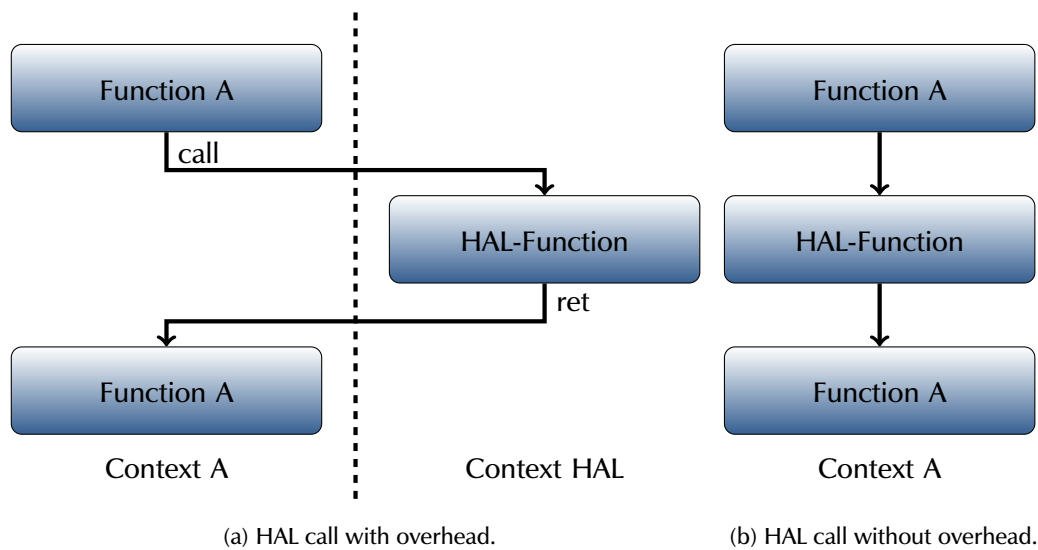 Function A
call
HAL-Function
ret
Function A
Context A
Context HAL
(a) HAL call with overhead.
Function A
HAL-Function
Function A
Context A
(b) HAL call without overhead.